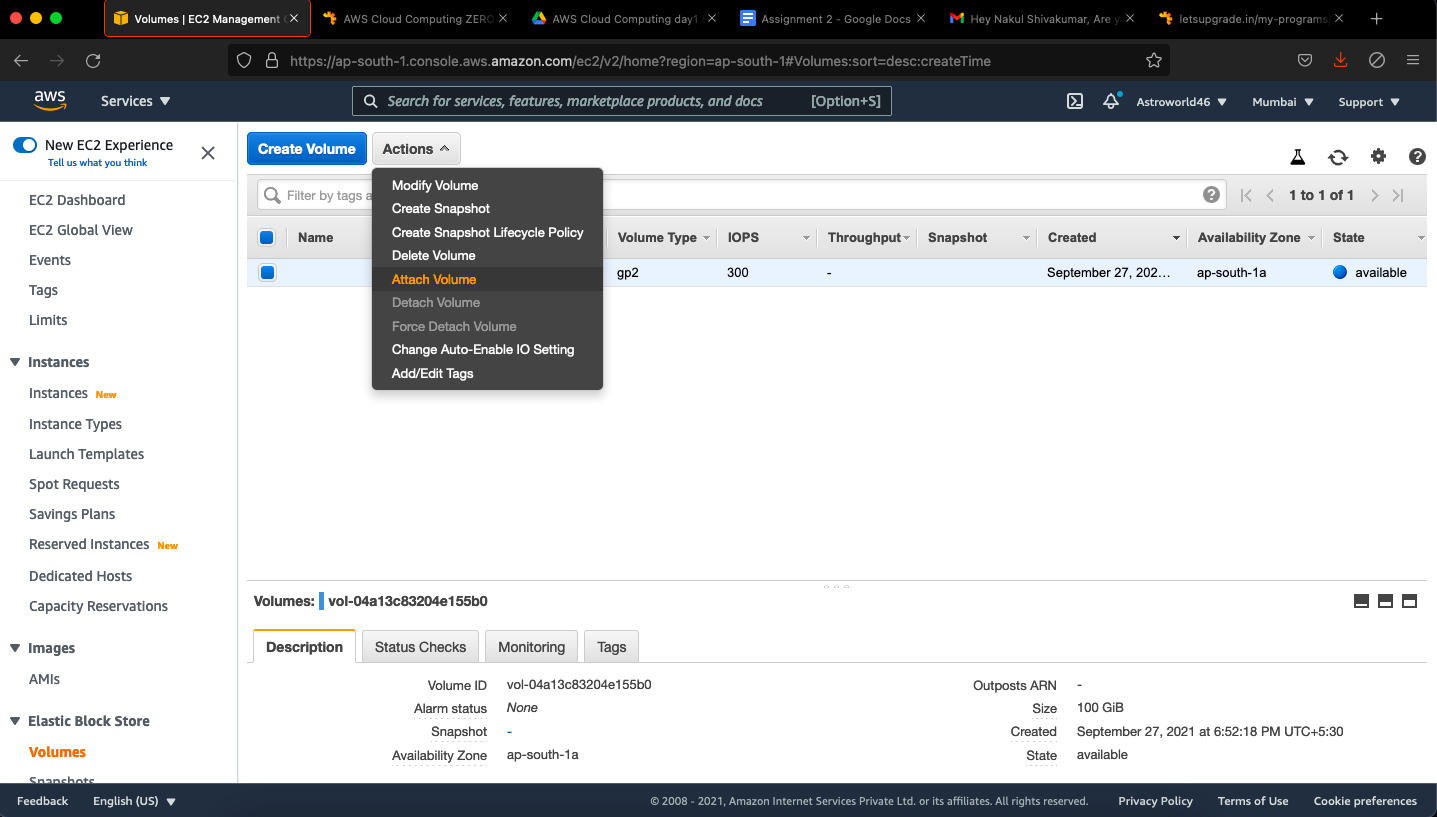 Volumes | EC2 Management C
AWS Cloud Computing ZERO
AWS Cloud Computing day1
Assignment 2 - Google Docs
Hey Nakul Shivakumar, Are y
letsupgrade.in/my-programs/
https://ap-south-1.console.aws.amazon.com/ec2/v2/home?region=ap-south-1#Volumes:sort=desc:createTime
aws
Services
Search for services, features, marketplace products, and docs
[Option+S]
Astroworld46
Mumbai
Support
New EC2 Experience
Tell us what you think
EC2 Dashboard
EC2 Global View
Events
Tags
Limits
Instances
Instances New
Instance Types
Launch Templates
Spot Requests
Savings Plans
Reserved Instances New
Dedicated Hosts
Capacity Reservations
Images
AMIs
Elastic Block Store
Volumes
Snapshots
Create Volume
Actions
Modify Volume
Create Snapshot
Create Snapshot Lifecycle Policy
Delete Volume
Attach Volume
Detach Volume
Force Detach Volume
Change Auto-Enable IO Setting
Add/Edit Tags
Filter by tags a
1 to 1 of 1
Name
Volume Type
IOPS
Throughput
Snapshot
Created
Availability Zone
State
gp2
300
-
September 27, 202...
ap-south-1a
available
Volumes: vol-04a13c83204e155b0
Description
Status Checks
Monitoring
Tags
Volume ID vol-04a13c83204e155b0
Alarm status None
Snapshot -
Availability Zone ap-south-1a
Outposts ARN -
Size 100 GiB
Created September 27, 2021 at 6:52:18 PM UTC+5:30
State available
Feedback
English (US)
© 2008 - 2021, Amazon Internet Services Private Ltd. or its affiliates. All rights reserved.
Privacy Policy
Terms of Use
Cookie preferences